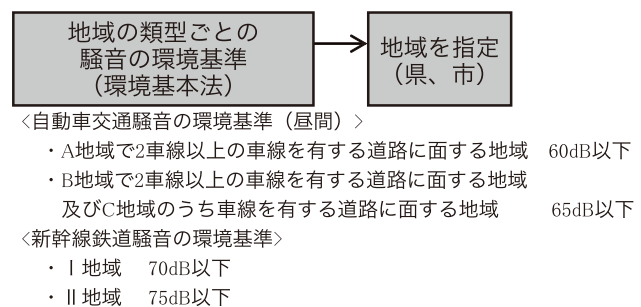 地域の類型ごとの
騒音の環境基準
（環境基本法）
地域を指定
（県、市）
<自動車交通騒音の環境基準（昼間）>
・A地域で2車線以上の車線を有する道路に面する地域　60dB以下
・B地域で2車線以上の車線を有する道路に面する地域
及びC地域のうち車線を有する道路に面する地域　65dB以下
<新幹線鉄道騒音の環境基準>
・Ⅰ地域　70dB以下
・Ⅱ地域　75dB以下